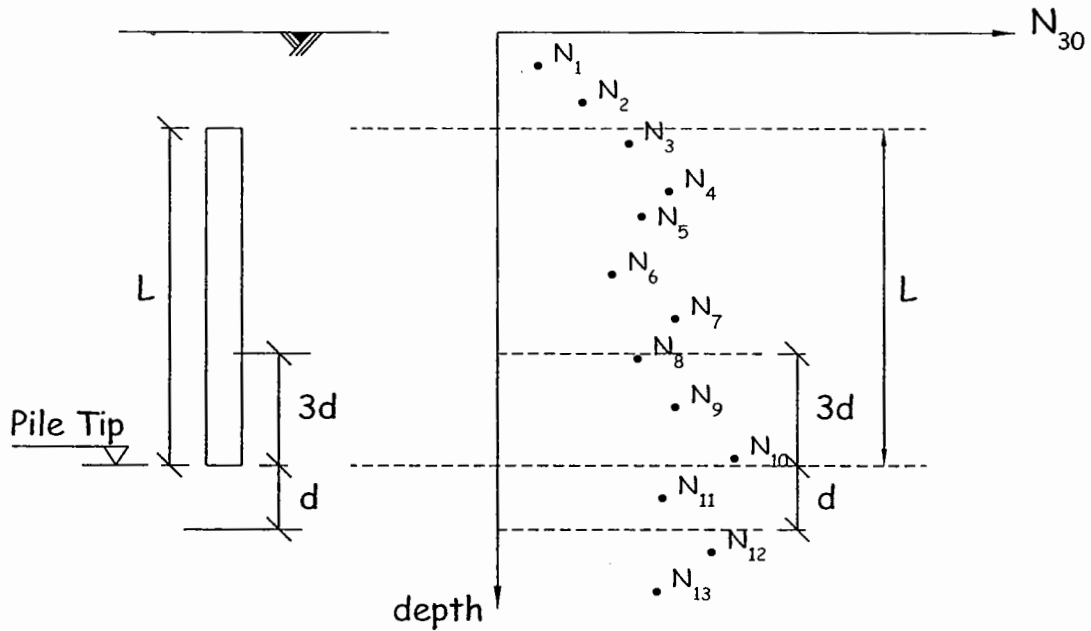 N₃₀
N₁
N₂
N₃
N₄
N₅
N₆
L
L
N₇
N₈
3d
N₉
3d
Pile Tip
N₁₀
d
N₁₁
d
N₁₂
N₁₃
depth